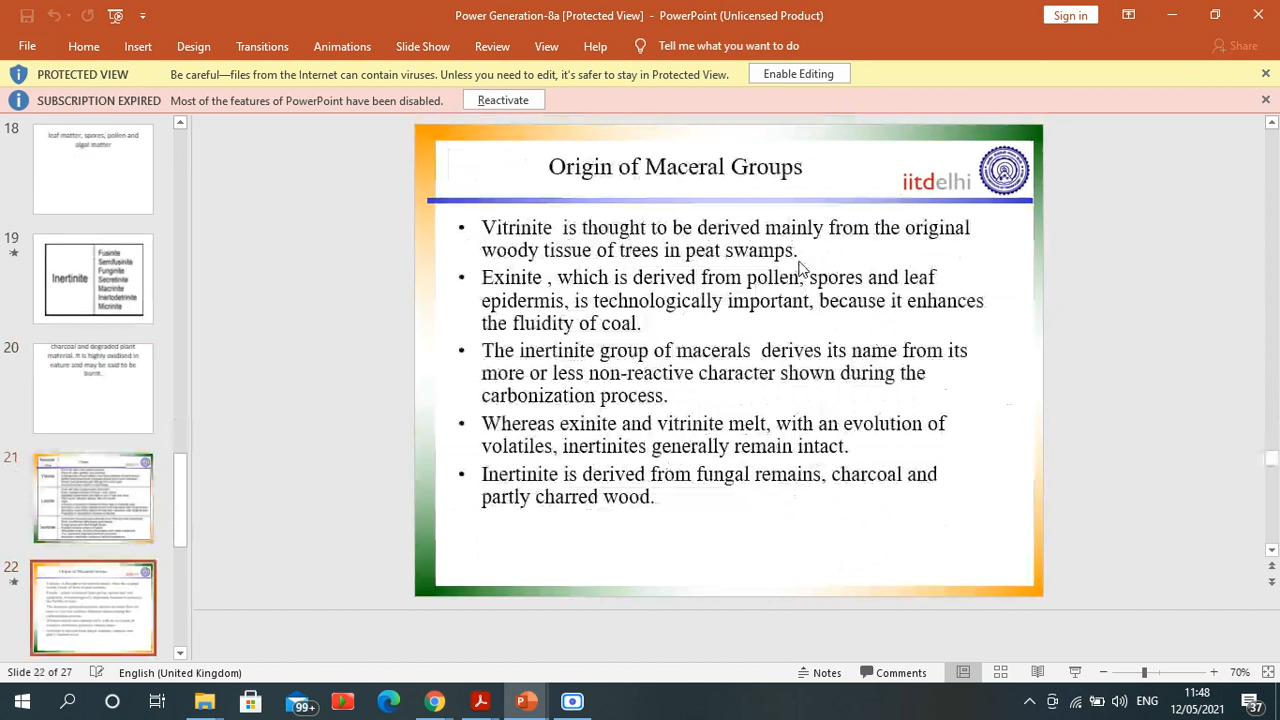 Power Generation-8a [Protected View] - PowerPoint (Unlicensed Product)
Sign in
File Home Insert Design Transitions Animations Slide Show Review View Help Tell me what you want to do Share
PROTECTED VIEW Be careful—files from the Internet can contain viruses. Unless you need to edit, it's safer to stay in Protected View. Enable Editing
SUBSCRIPTION EXPIRED Most of the features of PowerPoint have been disabled. Reactivate
18
leaf matter, spores, pollen and
algal matter
19
Inertinite
Fusinite
Semifusinite
Funginite
Secretinite
Macrinite
Inertodetrinite
Micrinite
20
charcoal and degraded plant
material. It is highly oxidised in
nature and may be said to be
burnt.
21
22
Origin of Maceral Groups
Origin of Maceral Groups
iitdelhi
• Vitrinite is thought to be derived mainly from the original
woody tissue of trees in peat swamps.
• Exinite, which is derived from pollen, spores and leaf
epidermis, is technologically important, because it enhances
the fluidity of coal.
• The inertinite group of macerals derives its name from its
more or less non-reactive character shown during the
carbonization process.
• Whereas exinite and vitrinite melt, with an evolution of
volatiles, inertinites generally remain intact.
• Inertinite is derived from fungal remains, charcoal and
partly charred wood.
Slide 22 of 27 English (United Kingdom) Notes Comments 70%
99+ ENG 11:48
12/05/2021 37